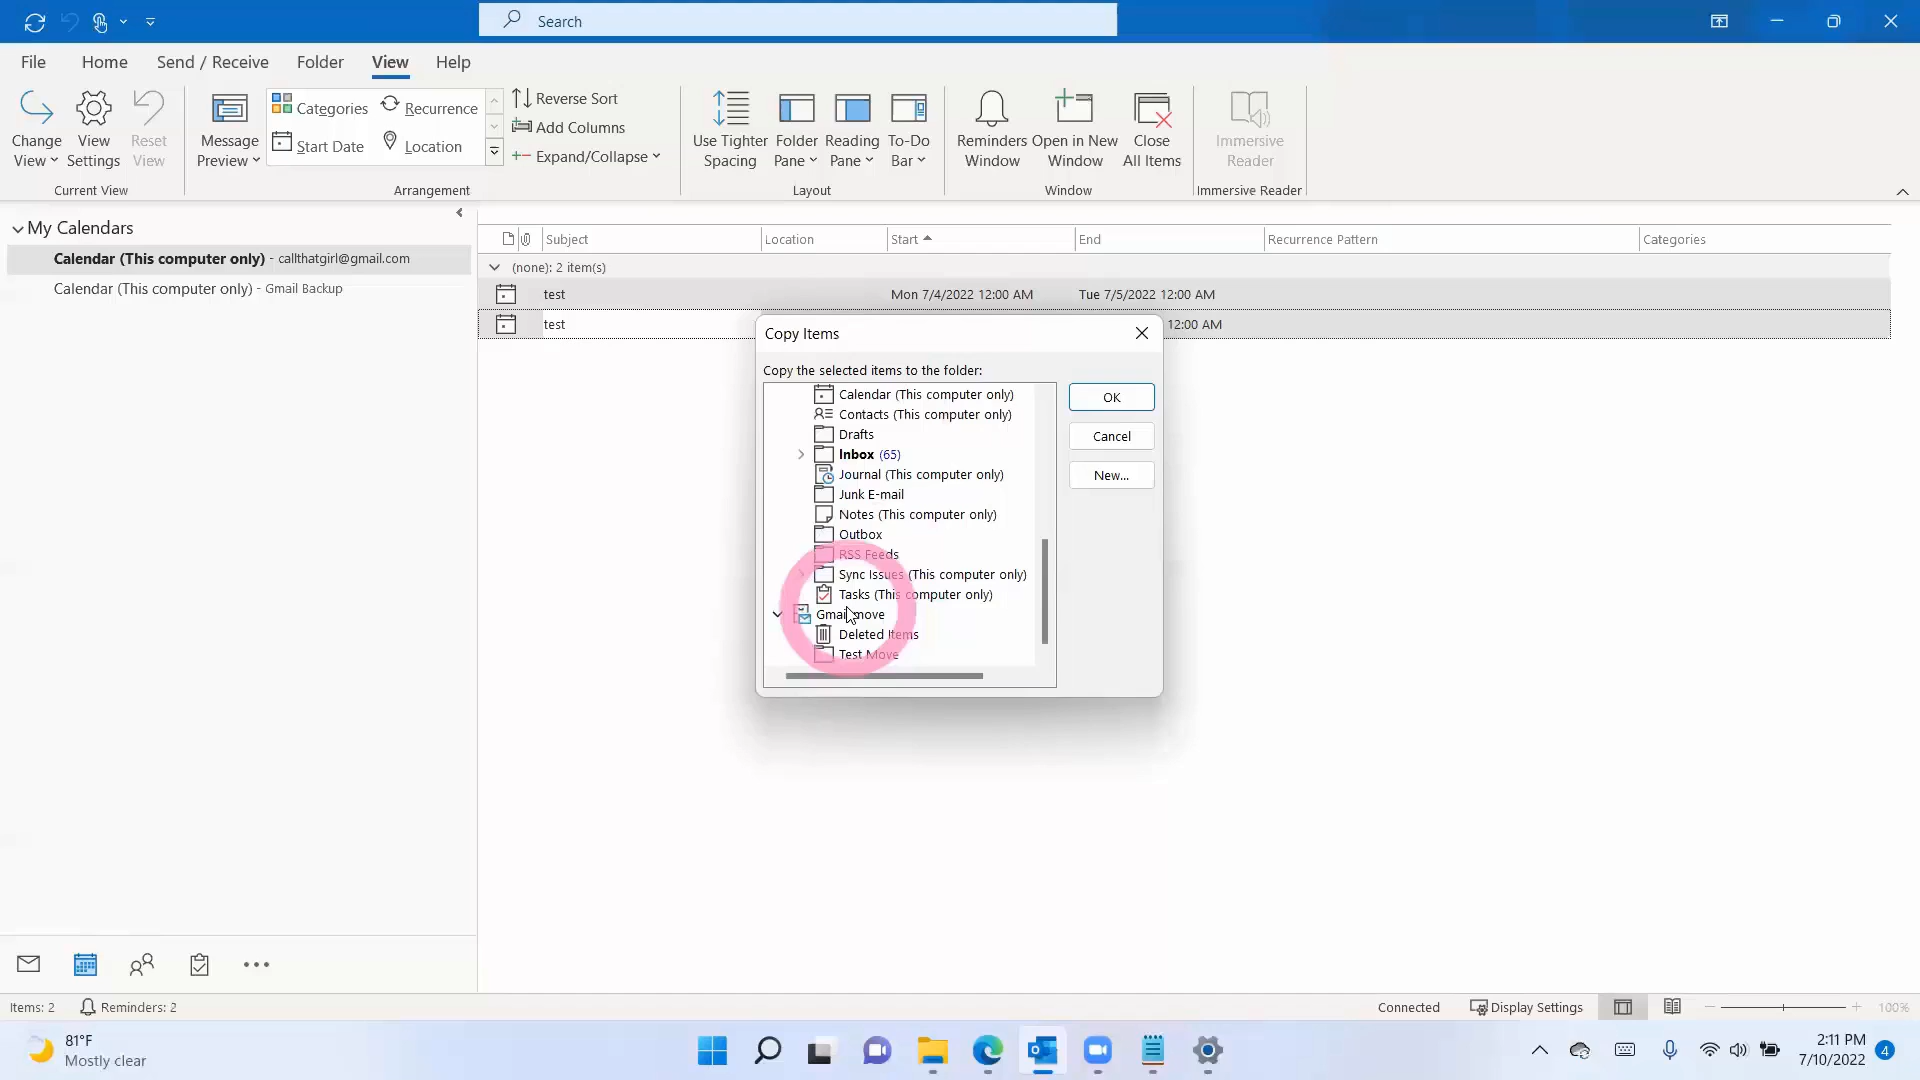 Search
File Home Send / Receive Folder View Help
Change View
View Settings
Reset View
Current View
Message Preview
Categories
Recurrence
Start Date
Location
Reverse Sort
Add Columns
Expand/Collapse
Arrangement
Use Tighter Spacing
Folder Pane
Reading Pane
To-Do Bar
Layout
Reminders Window
Open in New Window
Close All Items
Window
Immersive Reader
Immersive Reader
My Calendars
Calendar (This computer only) - callthatgirl@gmail.com
Calendar (This computer only) - Gmail Backup
Subject Location Start End Recurrence Pattern Categories
(none): 2 item(s)
test Mon 7/4/2022 12:00 AM Tue 7/5/2022 12:00 AM
test 12:00 AM
Copy Items
Copy the selected items to the folder:
Calendar (This computer only)
Contacts (This computer only)
Drafts
Inbox (65)
Journal (This computer only)
Junk E-mail
Notes (This computer only)
Outbox
RSS Feeds
Sync Issues (This computer only)
Tasks (This computer only)
Gmail move
Deleted Items
Test Move
OK
Cancel
New...
Items: 2 Reminders: 2 Connected Display Settings 100%
81°F
Mostly clear
2:11 PM
7/10/2022
4